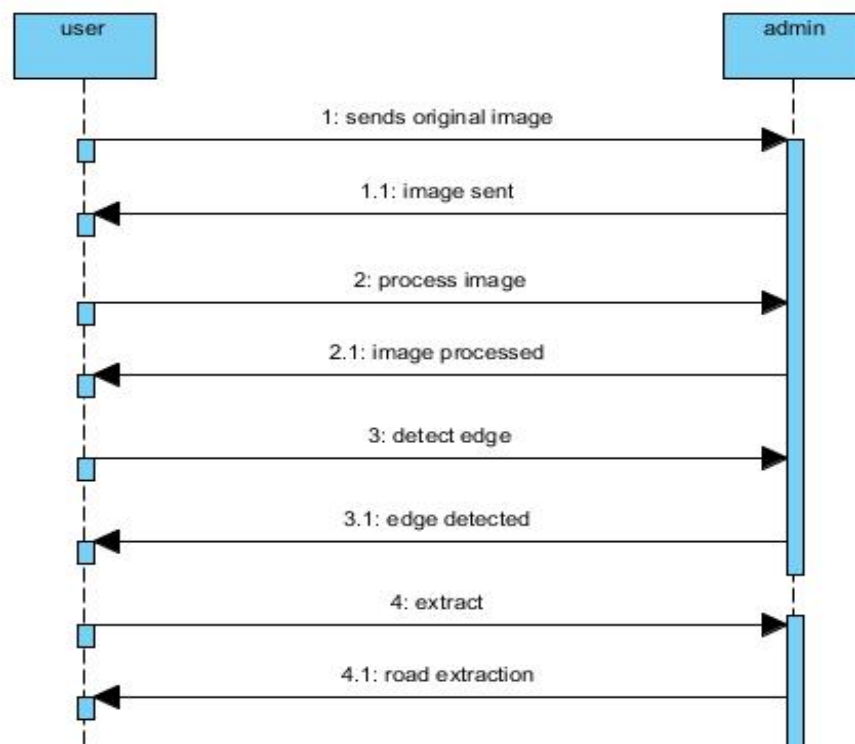 user
admin
1: sends original image
1.1: image sent
2: process image
2.1: image processed
3: detect edge
3.1: edge detected
4: extract
4.1: road extraction